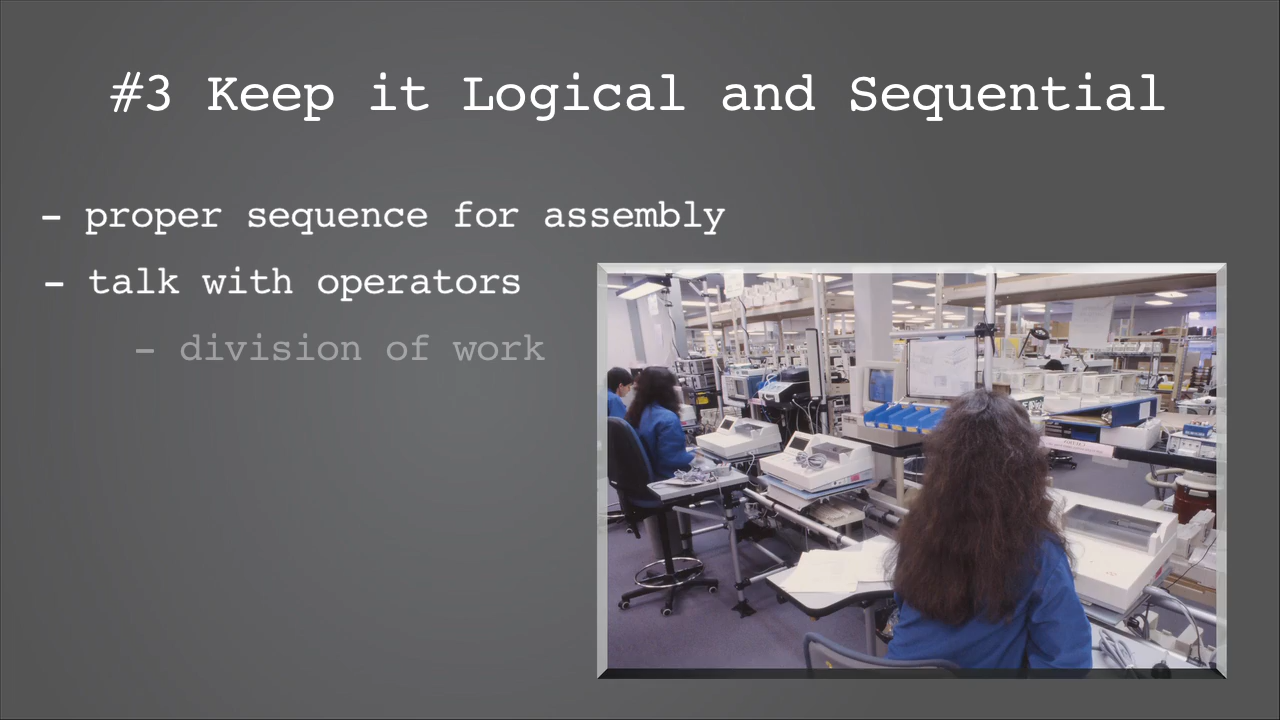 #3 Keep it Logical and Sequential
- proper sequence for assembly
- talk with operators
- division of work